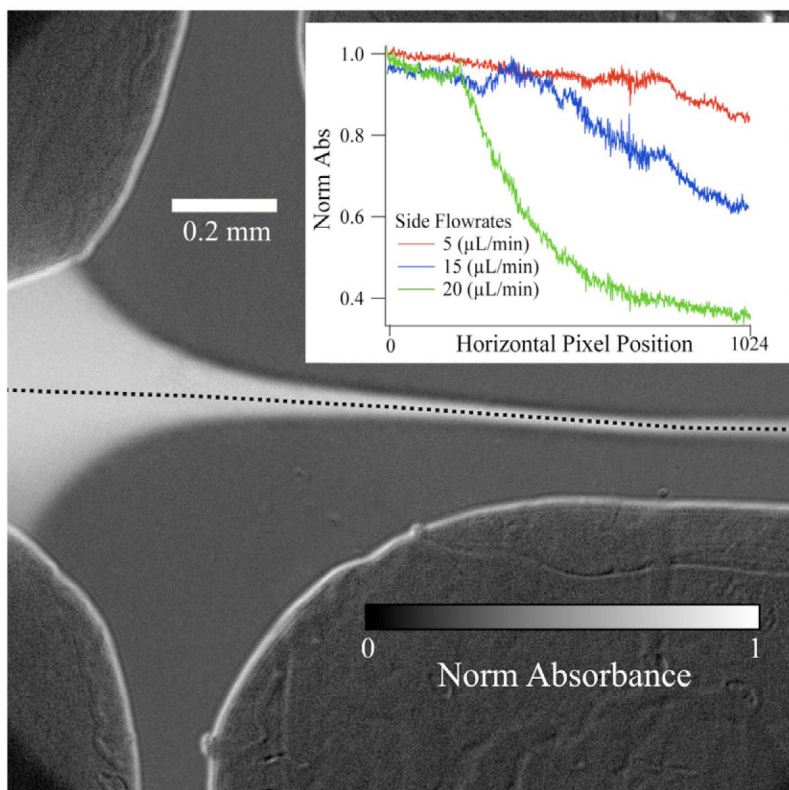 1.0
0.8
0.6
0.4
Norm Abs
Side Flowrates
5 (µL/min)
15 (µL/min)
20 (µL/min)
0
1024
Horizontal Pixel Position
0.2 mm
0
1
Norm Absorbance